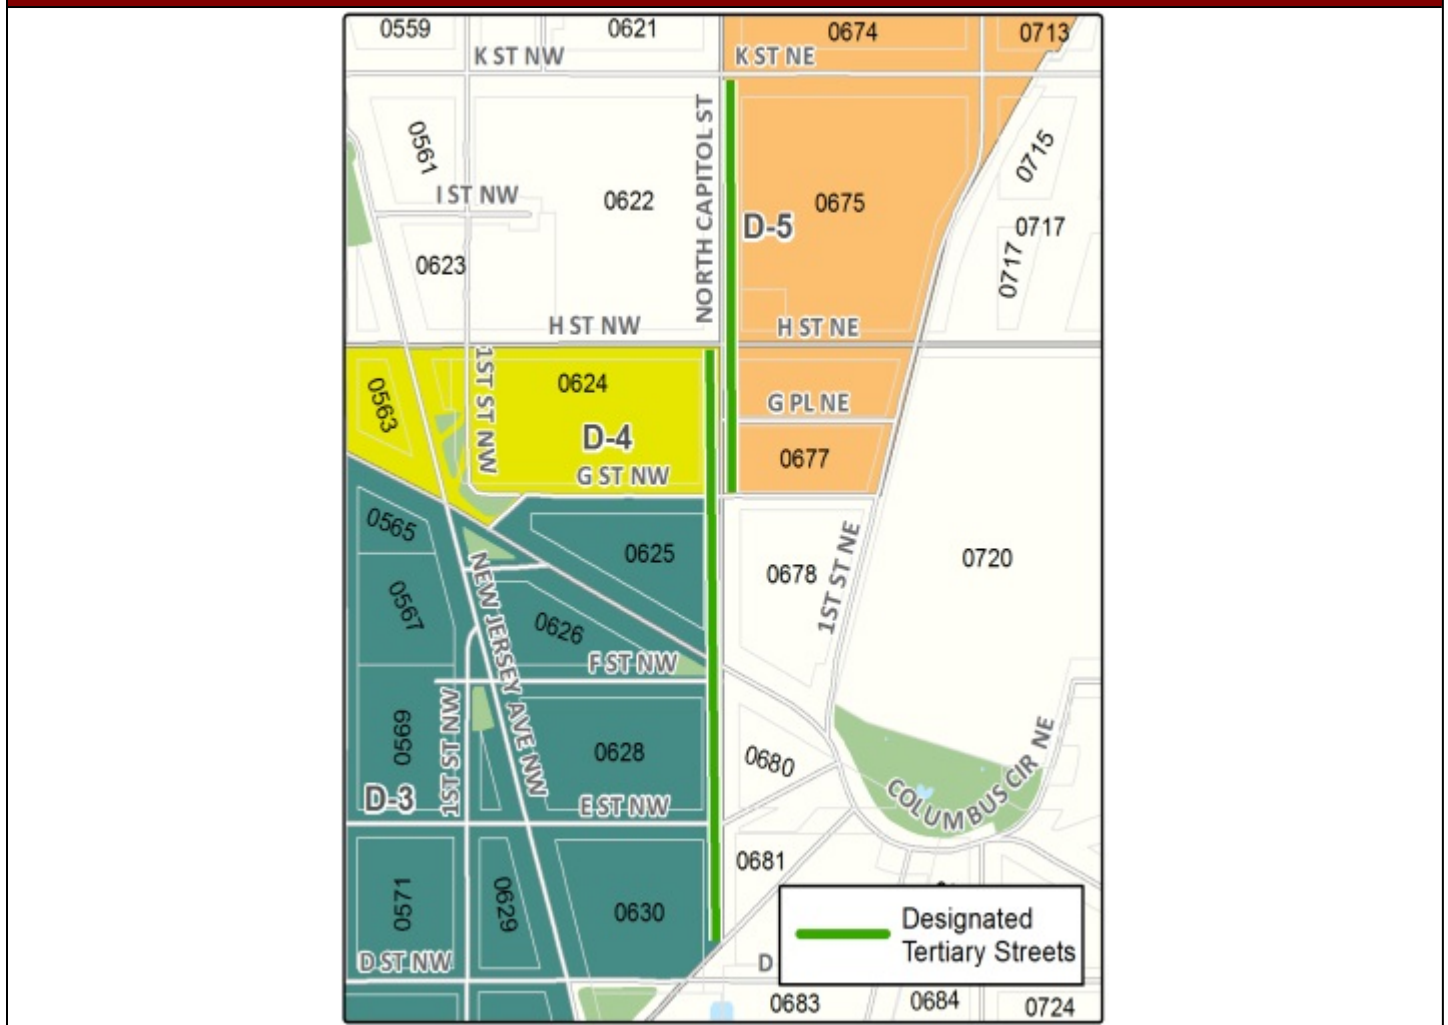 0559
0621
0674
0713
K ST NW
K ST NE
0561
0715
I ST NW
0622
NORTH CAPITOL ST
0675
D-5
0717
0717
0623
H ST NW
H ST NE
1ST ST NW
0563
0624
G PL NE
D-4
G ST NW
0677
0565
0625
0678
1ST ST NE
0720
0567
NEW JERSEY AVE NW
0626
F ST NW
0569
1ST ST NW
0628
0680
COLUMBUS CIR NE
D-3
E ST NW
0681
0571
0629
0630
Designated
Tertiary Streets
D ST NW
D
0683
0684
0724